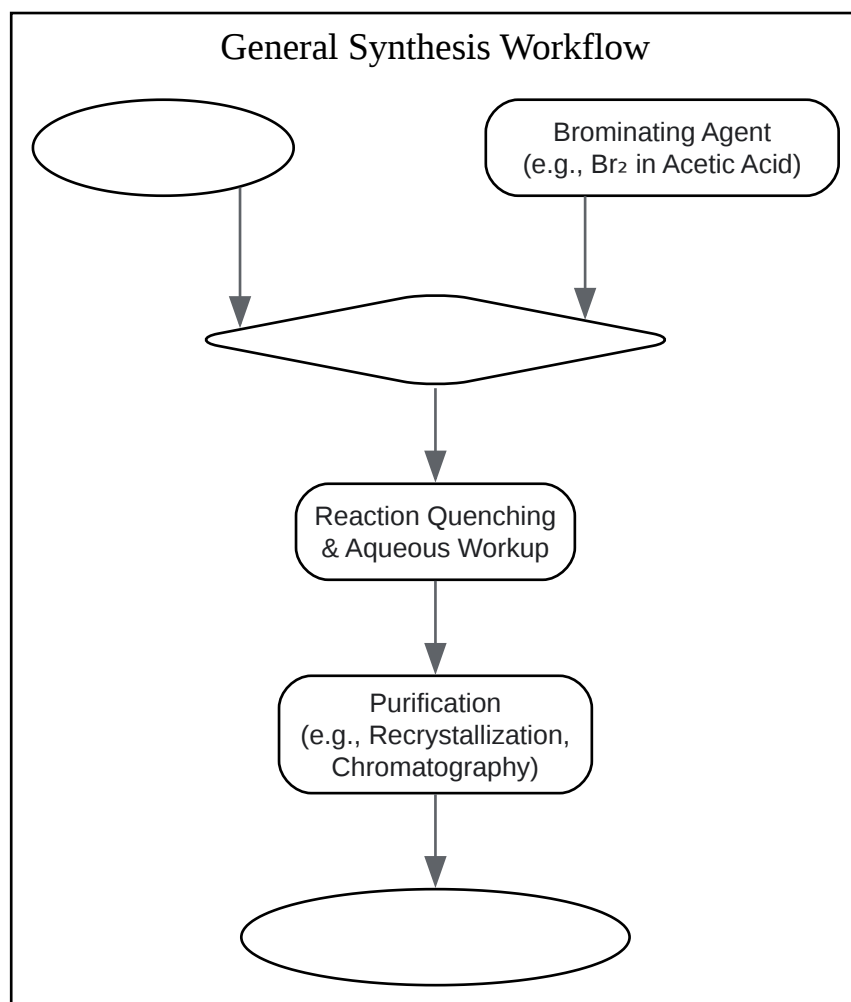 General Synthesis Workflow
Brominating Agent
(e.g., Br₂ in Acetic Acid)
Reaction Quenching
& Aqueous Workup
Purification
(e.g., Recrystallization,
Chromatography)